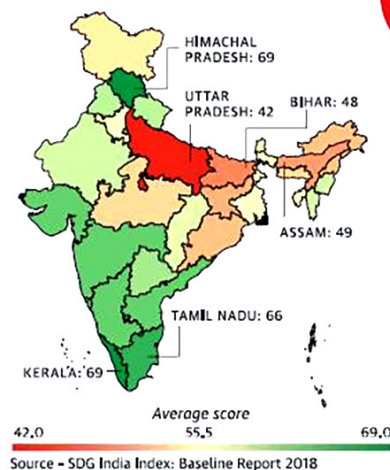 HIMACHAL
PRADESH: 69
UTTAR
PRADESH: 42
BIHAR: 48
ASSAM: 49
TAMIL NADU: 66
KERALA: 69
Average score
42.0 55.5 69.0
Source – SDG India Index: Baseline Report 2018